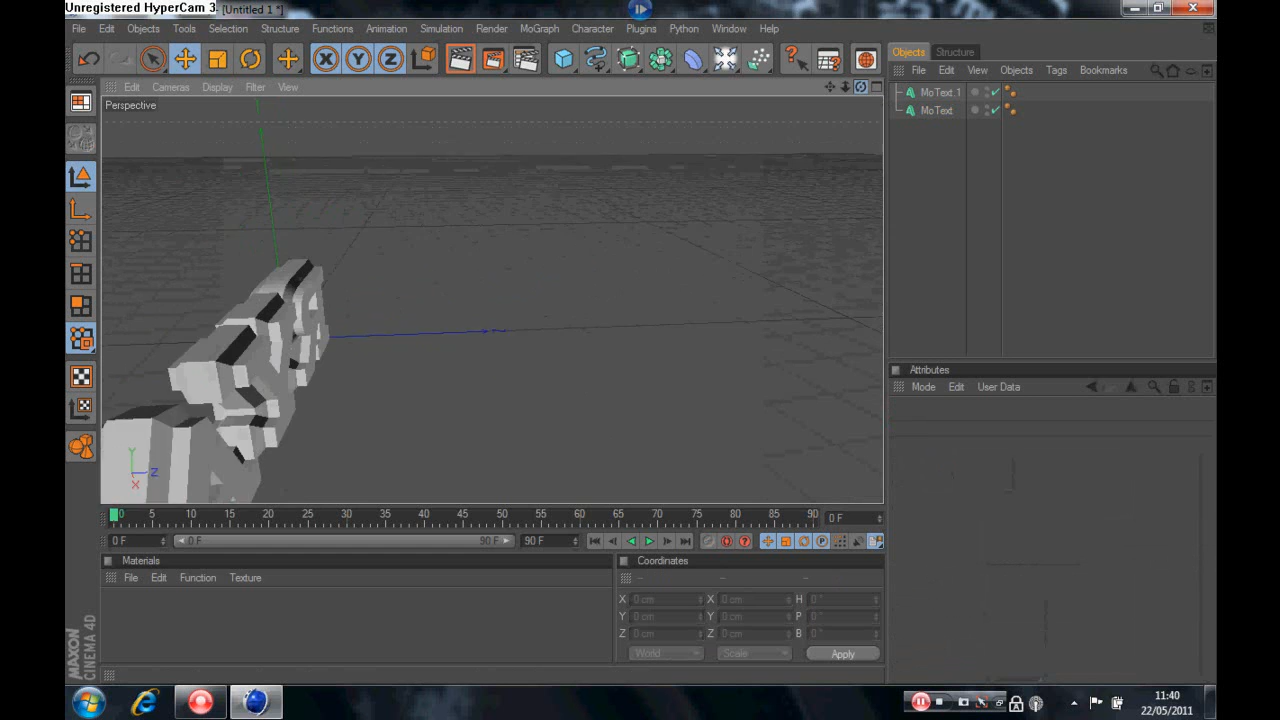 Unregistered HyperCam 3
[Untitled 1 *]
File Edit Objects Tools Selection Structure Functions Animation Simulation Render MoGraph Character Plugins Python Window Help
X Y Z
Objects Structure
File Edit View Objects Tags Bookmarks
Edit Cameras Display Filter View
Perspective
MoText.1
MoText
Attributes
Mode Edit User Data
Y
Z
X
0 5 10 15 20 25 30 35 40 45 50 55 60 65 70 75 80 85 90
0 F
0 F 0 F 90 F 90 F
Materials
File Edit Function Texture
Coordinates
X 0 cm X 0 cm H 0 °
Y 0 cm Y 0 cm P 0 °
Z 0 cm Z 0 cm B 0 °
World Scale Apply
MAXON
CINEMA 4D
11:40
22/05/2011